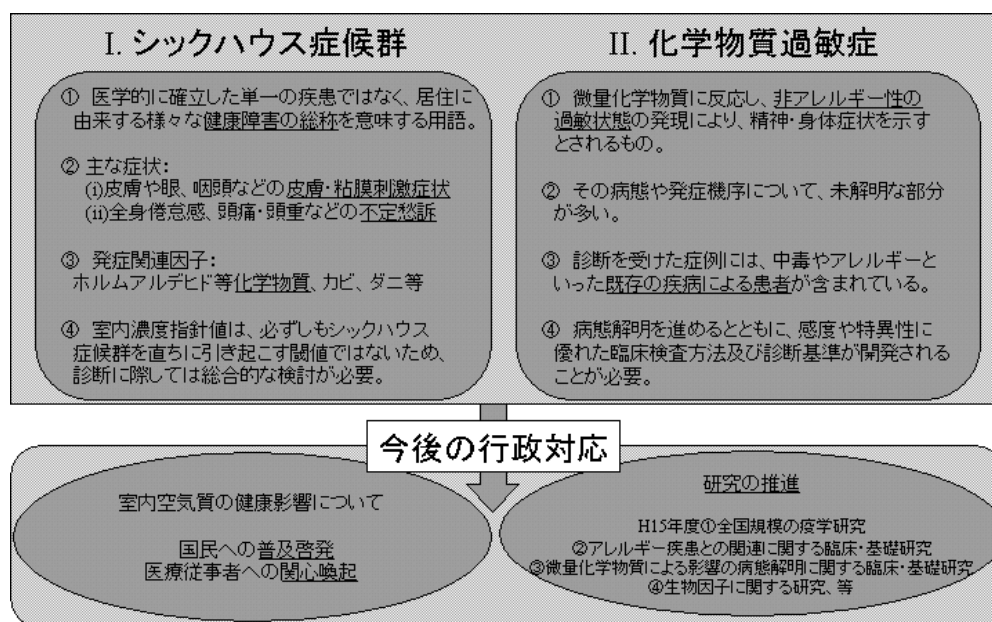 I. シックハウス症候群
① 医学的に確立した単一の疾患ではなく、居住に
由来する様々な健康障害の総称を意味する用語。
② 主な症状：
(i)皮膚や眼、咽頭などの皮膚・粘膜刺激症状
(ii)全身倦怠感、頭痛・頭重などの不定愁訴
③ 発症関連因子：
ホルムアルデヒド等化学物質、カビ、ダニ等
④ 室内濃度指針値は、必ずしもシックハウス
症候群を直ちに引き起こす閾値ではないため、
診断に際しては総合的な検討が必要。
II. 化学物質過敏症
① 微量化学物質に反応し、非アレルギー性の
過敏状態の発現により、精神・身体症状を示す
とされるもの。
② その病態や発症機序について、未解明な部分
が多い。
③ 診断を受けた症例には、中毒やアレルギーと
いった既存の疾病による患者が含まれている。
④ 病態解明を進めるとともに、感度や特異性に
優れた臨床検査方法及び診断基準が開発される
ことが必要。
今後の行政対応
室内空気質の健康影響について
国民への普及啓発
医療従事者への関心喚起
研究の推進
H15年度①全国規模の疫学研究
②アレルギー疾患との関連に関する臨床・基礎研究
③微量化学物質による影響の病態解明に関する臨床・基礎研究
④生物因子に関する研究、等